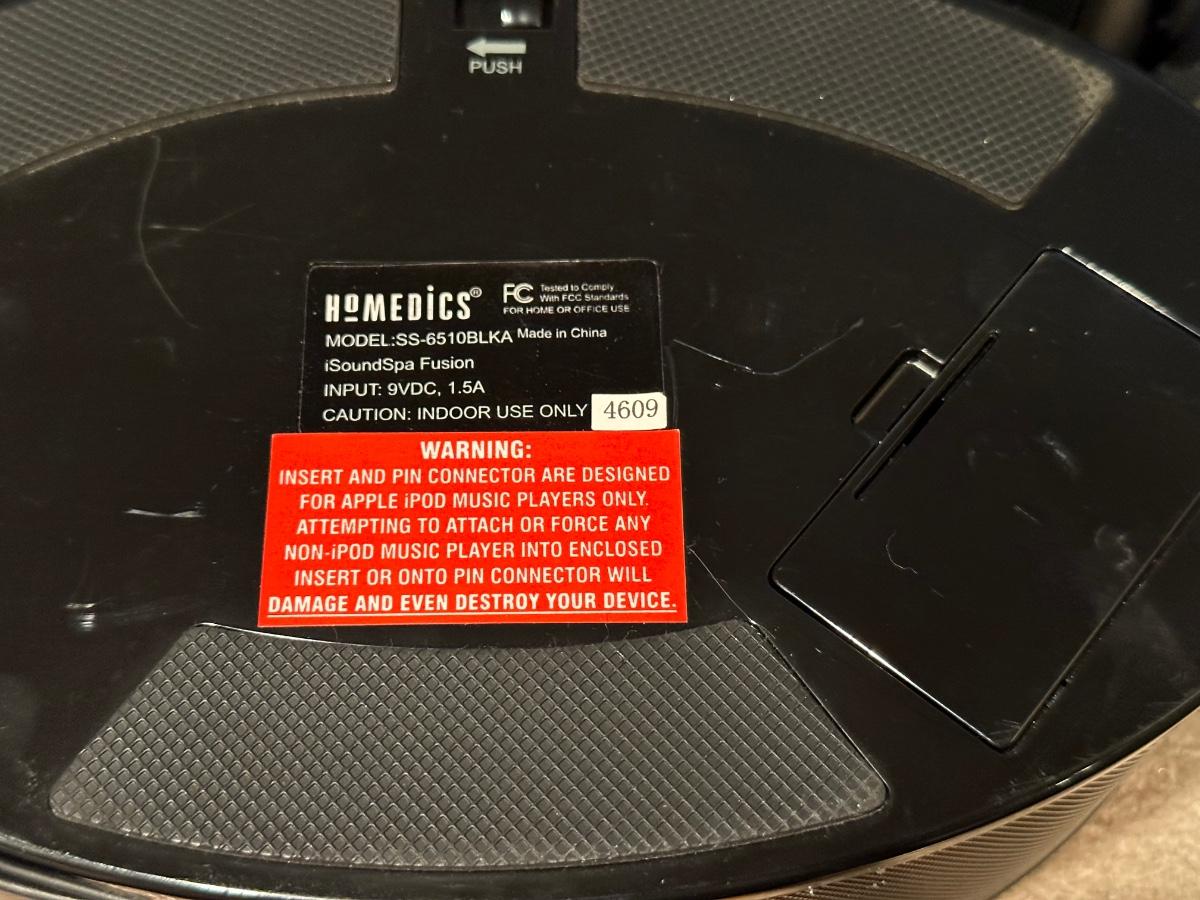 PUSH
HoMEDiCS® FC Tested to Comply
With FCC Standards
FOR HOME OR OFFICE USE
MODEL:SS-6510BLKA Made in China
iSoundSpa Fusion
INPUT: 9VDC, 1.5A
CAUTION: INDOOR USE ONLY 4609
WARNING:
INSERT AND PIN CONNECTOR ARE DESIGNED
FOR APPLE iPOD MUSIC PLAYERS ONLY.
ATTEMPTING TO ATTACH OR FORCE ANY
NON-iPOD MUSIC PLAYER INTO ENCLOSED
INSERT OR ONTO PIN CONNECTOR WILL
DAMAGE AND EVEN DESTROY YOUR DEVICE.